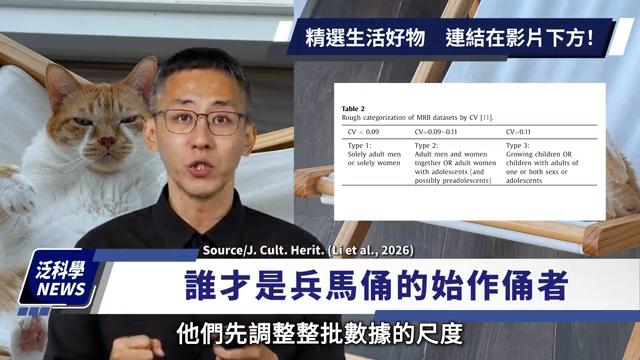 精選生活好物 連結在影片下方!
Table 2
Rough categorization of MRB datasets by CV [11].
CV < 0.09 CV=0.09~0.11 CV>0.11
Type 1: Type 2: Type 3:
Solely adult men Adult men and women Growing children OR
or solely women together OR adult women children with adults of
with adolescents (and one or both sexs or
possibly preadolescents) adolescents
Source/J. Cult. Herit. (Li et al., 2026)
泛科學
NEWS
誰才是兵馬俑的始作俑者
他們先調整整批數據的尺度